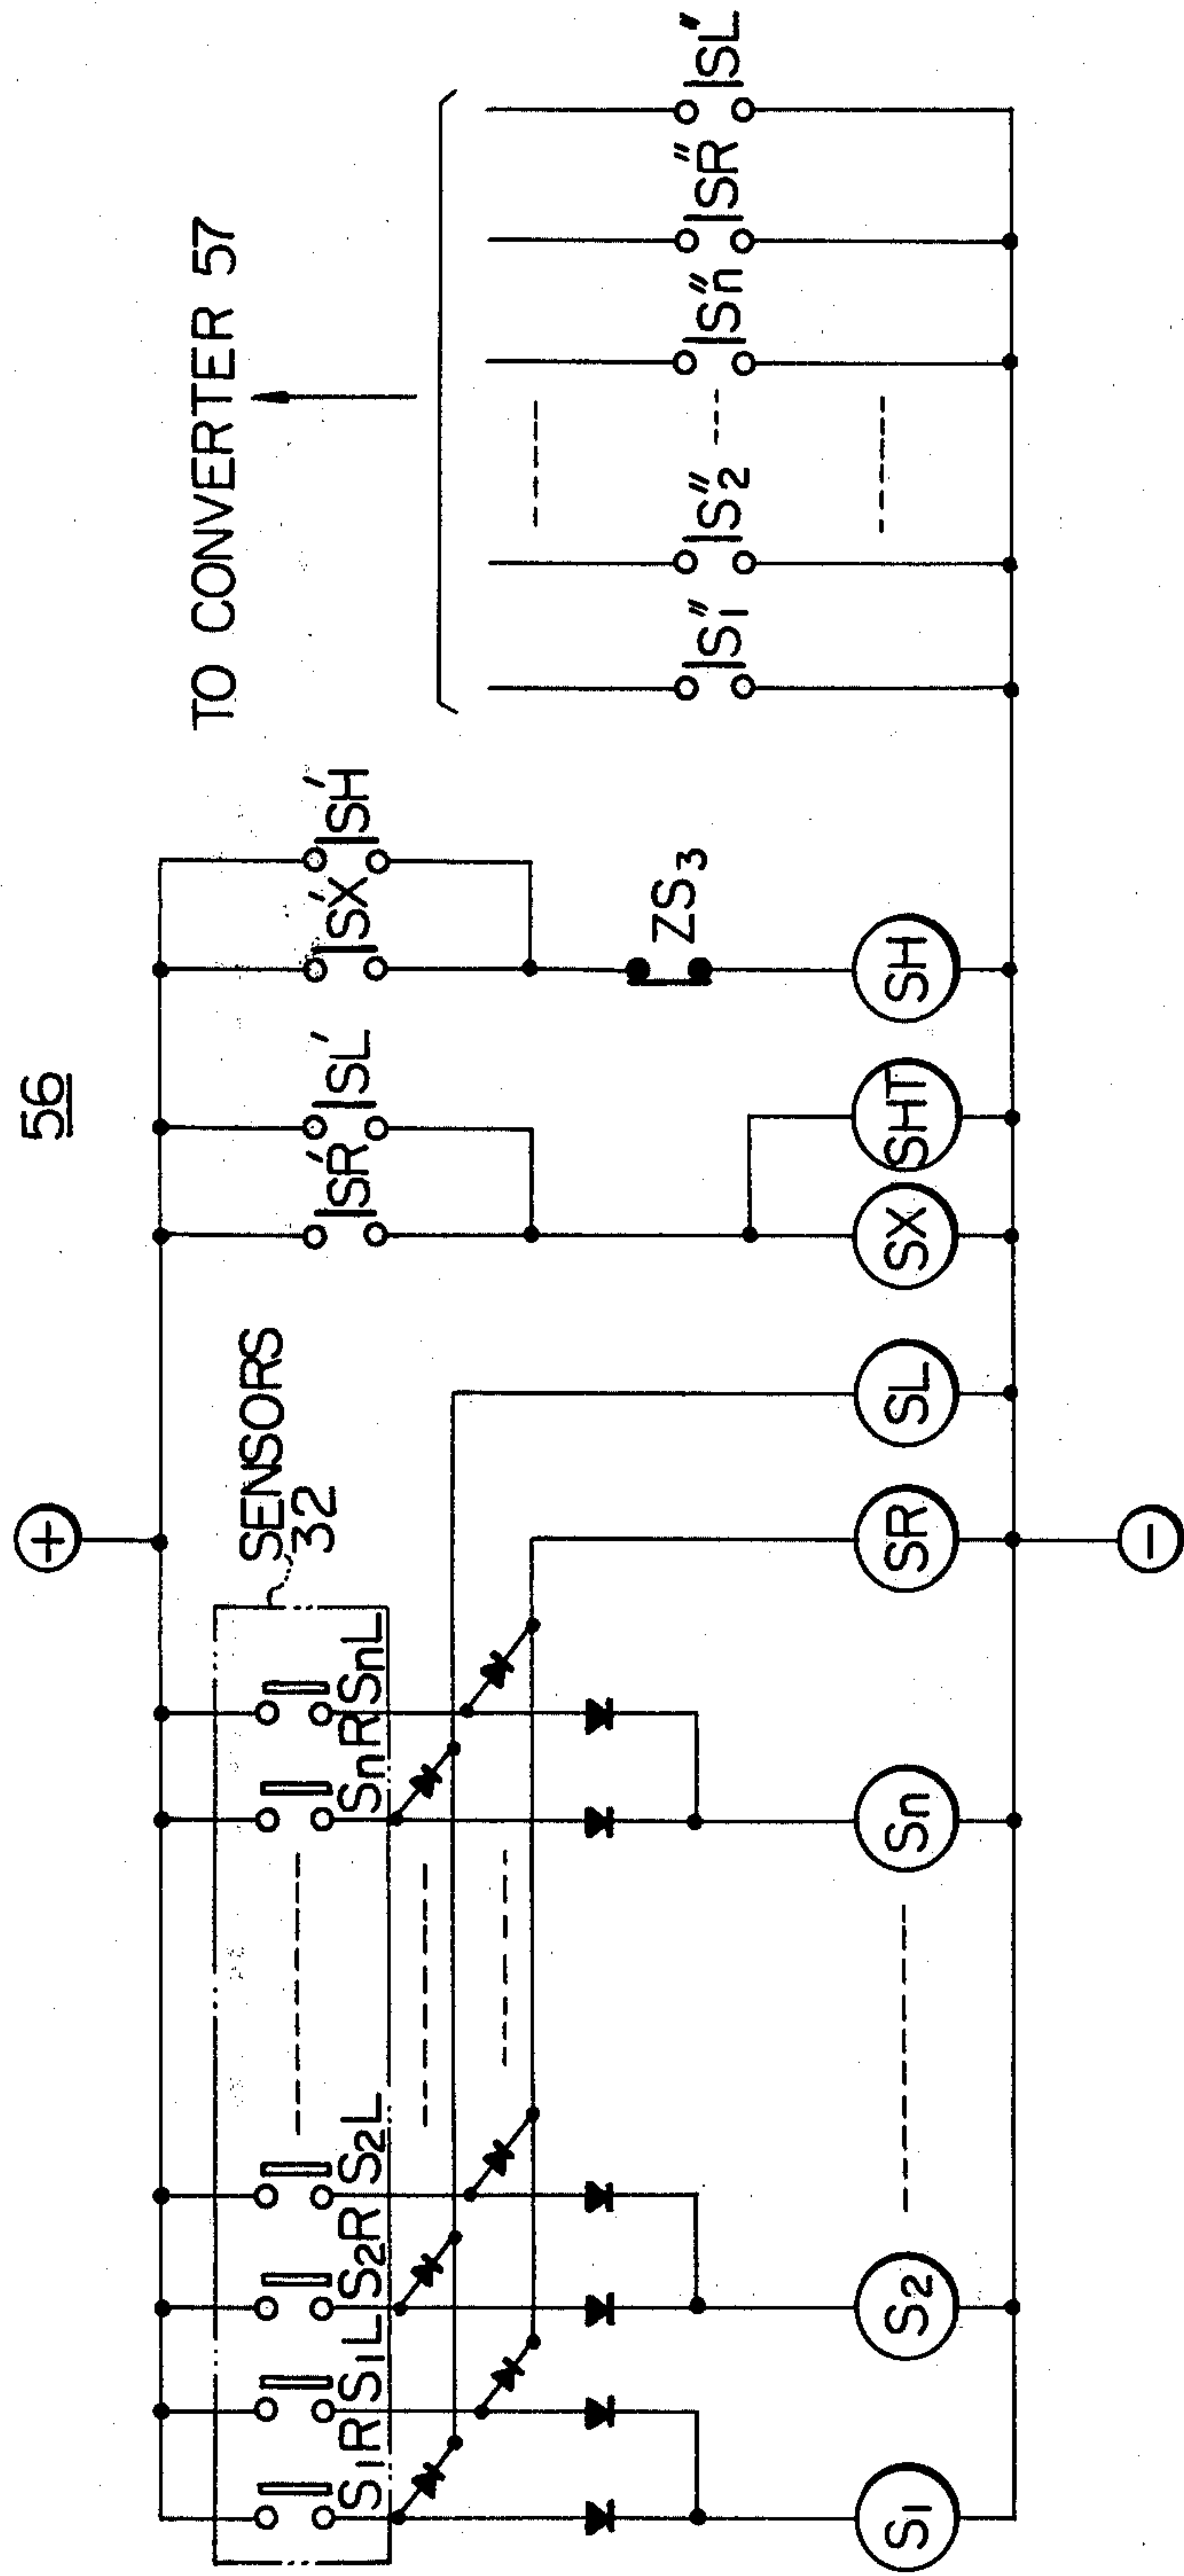 56
+
SENSORS
32
S1R
S1L
S2R
S2L
SnR
SnL
SR'
SL'
SX'
SH'
ZS3
TO CONVERTER 57
S1"
S2"
Sn"
SR"
SL"
S1
S2
Sn
SR
SL
SX
SHT
SH
−